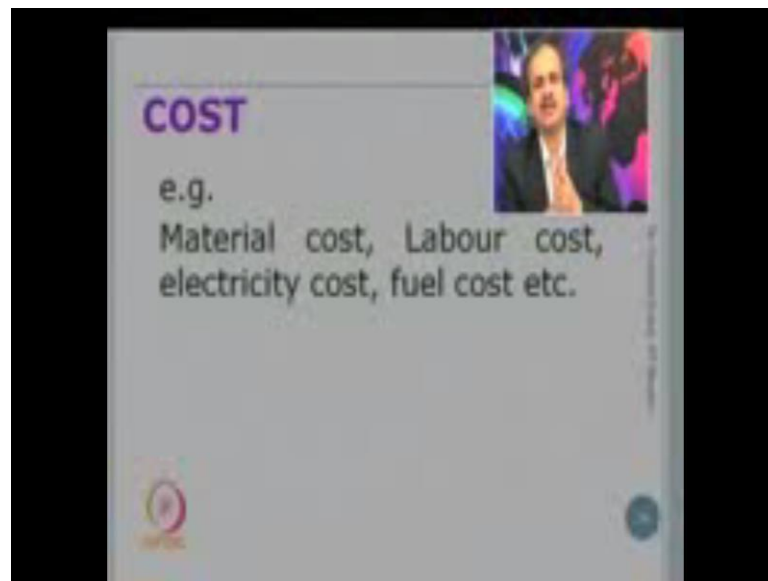 COST
e.g.
Material cost, Labour cost,
electricity cost, fuel cost etc.